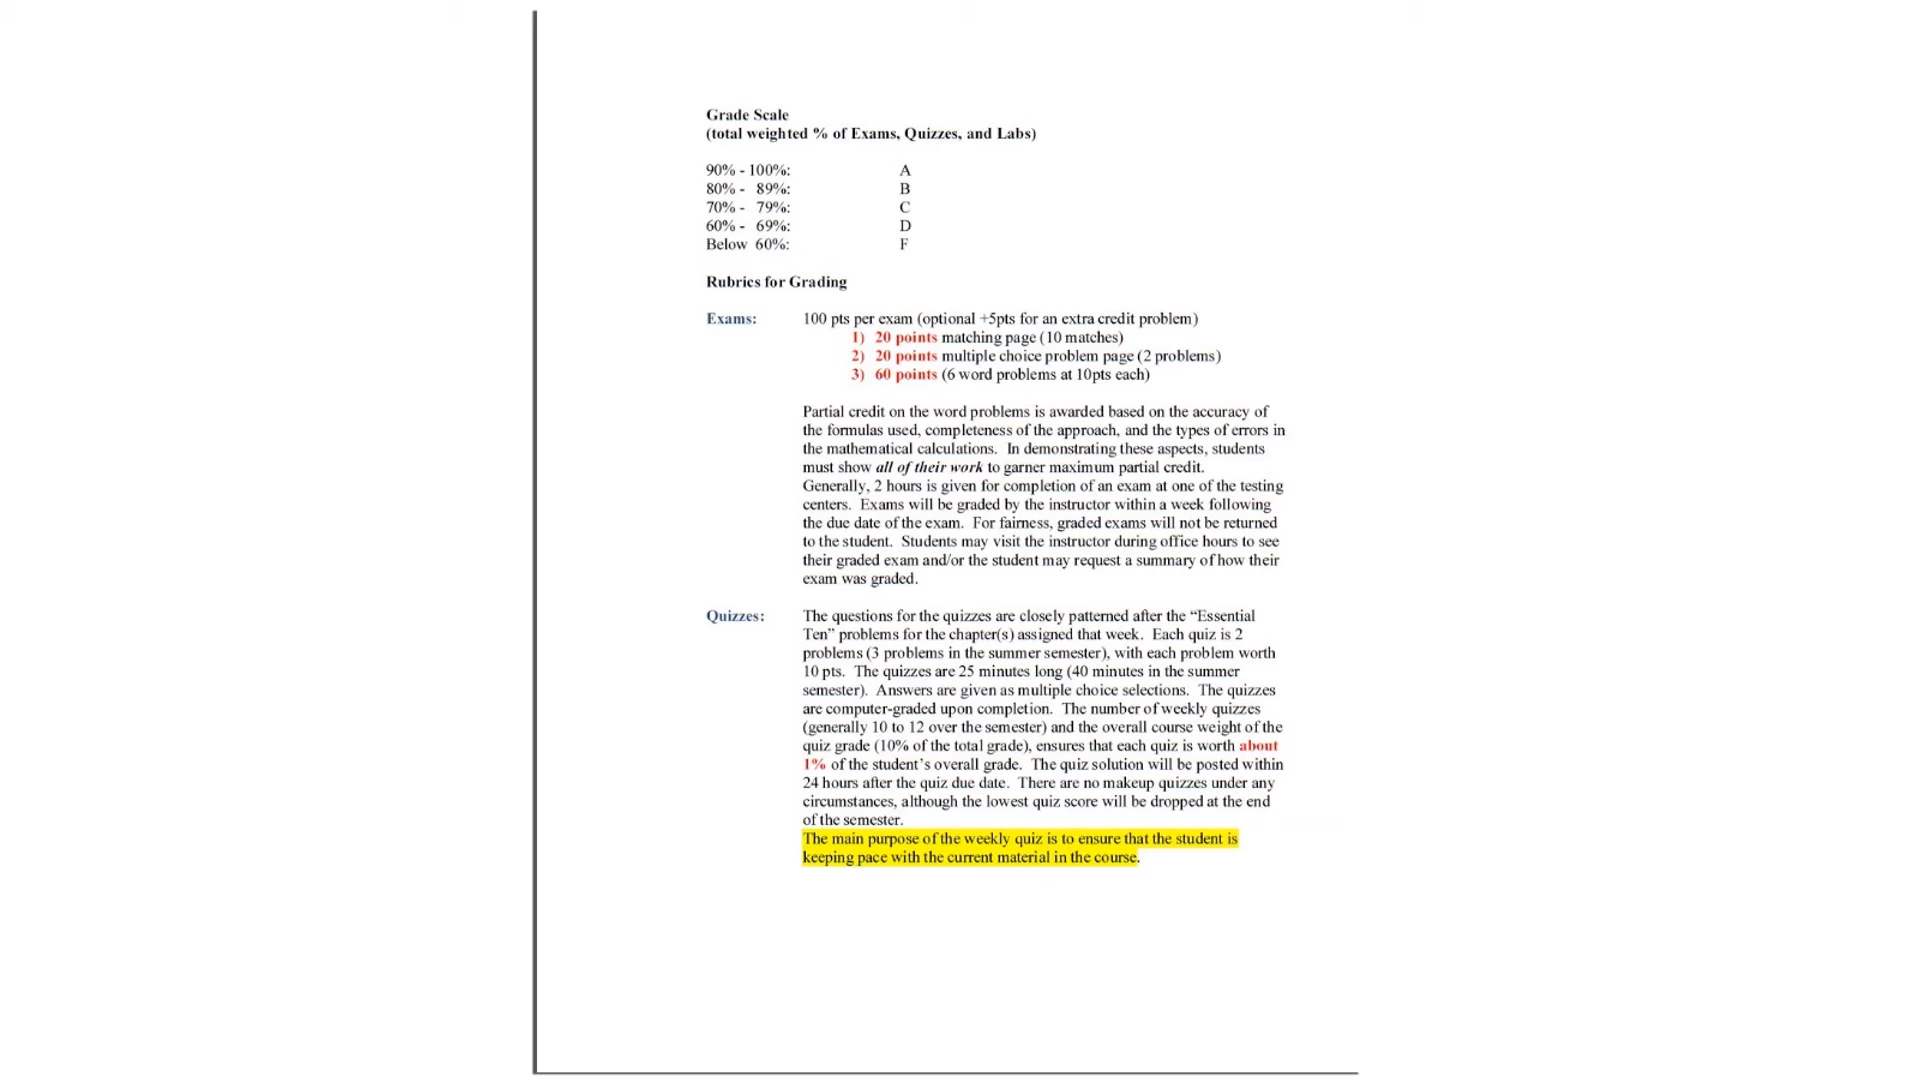 Grade Scale
(total weighted % of Exams, Quizzes, and Labs)
90% - 100%: A
80% - 89%: B
70% - 79%: C
60% - 69%: D
Below 60%: F
Rubrics for Grading
Exams: 100 pts per exam (optional +5pts for an extra credit problem)
1) 20 points matching page (10 matches)
2) 20 points multiple choice problem page (2 problems)
3) 60 points (6 word problems at 10pts each)
Partial credit on the word problems is awarded based on the accuracy of
the formulas used, completeness of the approach, and the types of errors in
the mathematical calculations. In demonstrating these aspects, students
must show all of their work to garner maximum partial credit.
Generally, 2 hours is given for completion of an exam at one of the testing
centers. Exams will be graded by the instructor within a week following
the due date of the exam. For fairness, graded exams will not be returned
to the student. Students may visit the instructor during office hours to see
their graded exam and/or the student may request a summary of how their
exam was graded.
Quizzes: The questions for the quizzes are closely patterned after the “Essential
Ten” problems for the chapter(s) assigned that week. Each quiz is 2
problems (3 problems in the summer semester), with each problem worth
10 pts. The quizzes are 25 minutes long (40 minutes in the summer
semester). Answers are given as multiple choice selections. The quizzes
are computer-graded upon completion. The number of weekly quizzes
(generally 10 to 12 over the semester) and the overall course weight of the
quiz grade (10% of the total grade), ensures that each quiz is worth about
1% of the student’s overall grade. The quiz solution will be posted within
24 hours after the quiz due date. There are no makeup quizzes under any
circumstances, although the lowest quiz score will be dropped at the end
of the semester.
The main purpose of the weekly quiz is to ensure that the student is
keeping pace with the current material in the course.